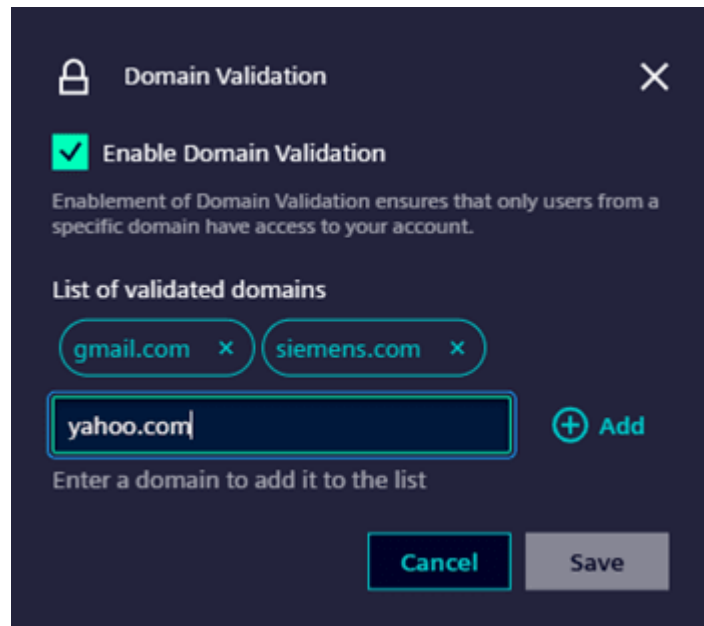 Domain Validation
Enable Domain Validation
Enablement of Domain Validation ensures that only users from a
specific domain have access to your account.
List of validated domains
gmail.com × siemens.com ×
yahoo.com Add
Enter a domain to add it to the list
Cancel Save